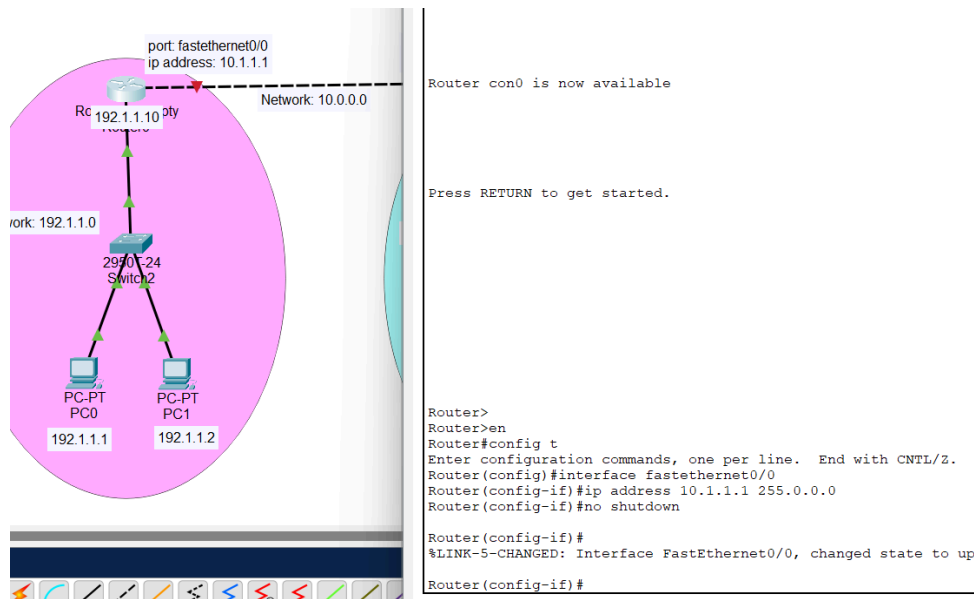 port: fastethernet0/0
ip address: 10.1.1.1
Network: 10.0.0.0
192.1.1.10
vork: 192.1.1.0
2950T-24
Switch2
PC-PT
PC0
PC-PT
PC1
192.1.1.1
192.1.1.2
Router con0 is now available
Press RETURN to get started.
Router>
Router>en
Router#config t
Enter configuration commands, one per line.  End with CNTL/Z.
Router(config)#interface fastethernet0/0
Router(config-if)#ip address 10.1.1.1 255.0.0.0
Router(config-if)#no shutdown
Router(config-if)#
%LINK-5-CHANGED: Interface FastEthernet0/0, changed state to up
Router(config-if)#